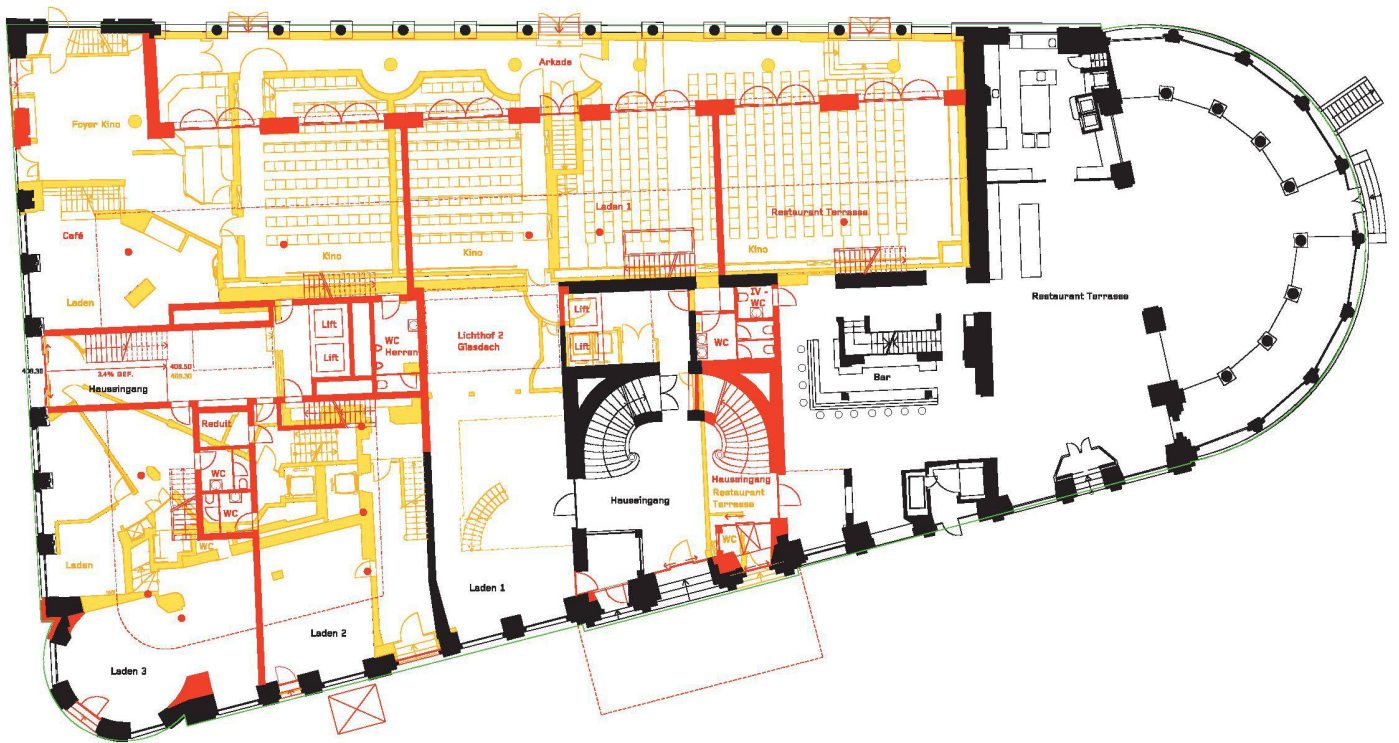 Arkade
Foyer Kino
Laden 1
Restaurant Terrasse
Café
Kino
Kino
Kino
Laden
Restaurant Terrasse
Lift
Lift
WC
Herren
Lichthof 2
Glasdach
Lift
Lift
IV -
WC
WC
408.30
3.4% GEF.
408.50
408.30
Hauseingang
Bar
Reduit
WC
WC
WC
Hauseingang
Hauseingang
Restaurant
Terrasse
WC
Laden
Laden 1
Laden 2
Laden 3